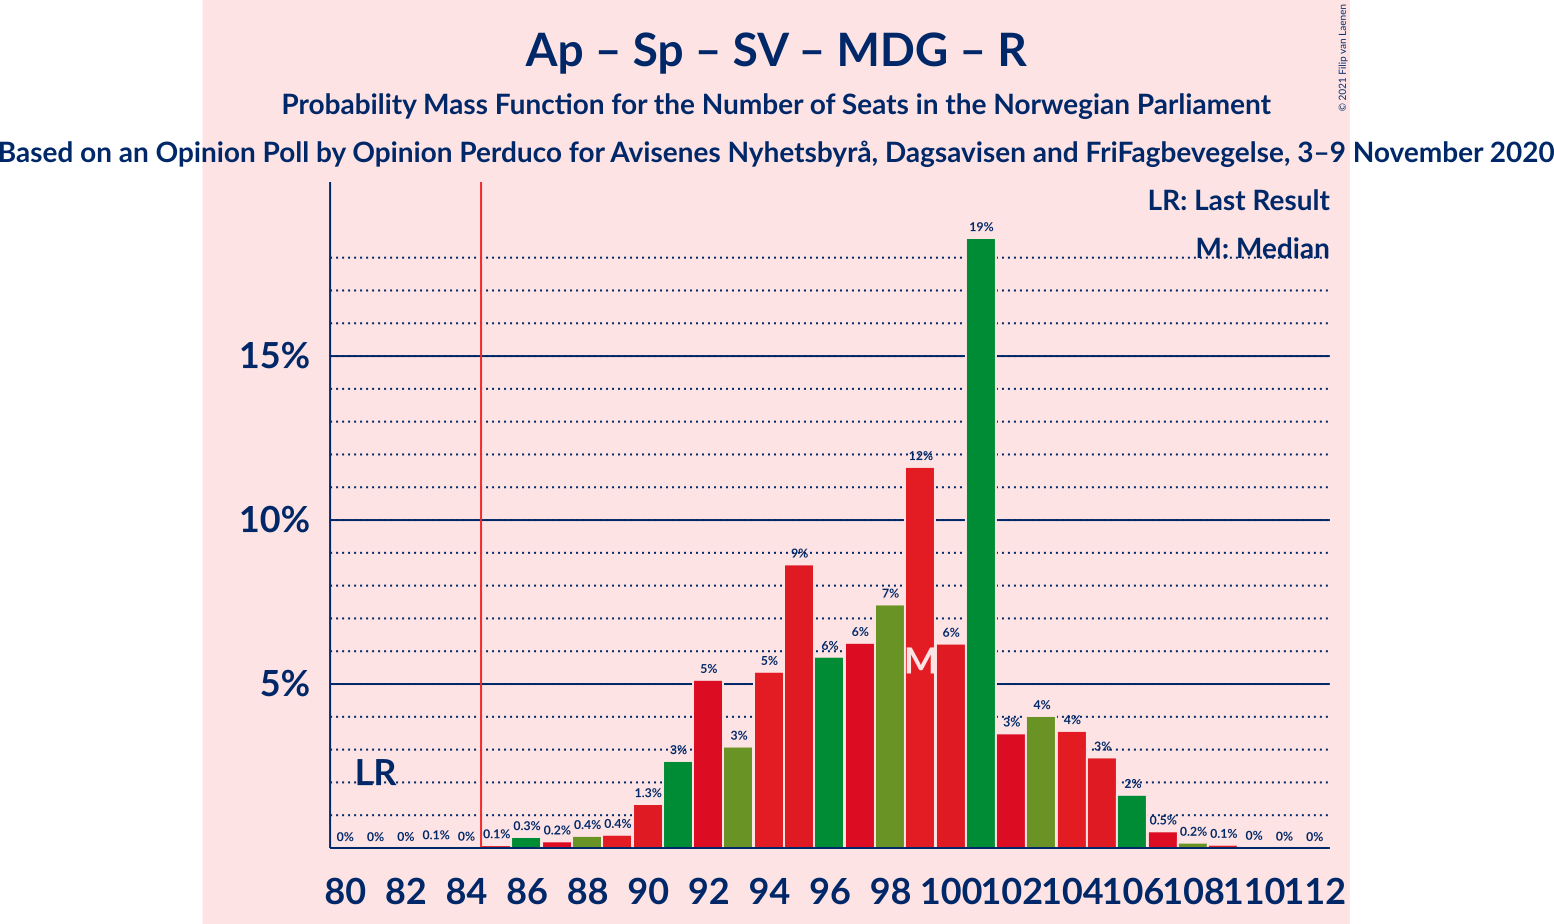 Ap – Sp – SV – MDG – R
Probability Mass Function for the Number of Seats in the Norwegian Parliament
Based on an Opinion Poll by Opinion Perduco for Avisenes Nyhetsbyrå, Dagsavisen and FriFagbevegelse, 3–9 November 2020
© 2021 Filip van Laenen
LR: Last Result
M: Median
19%
15%
12%
10%
9%
7%
6% 6% 6%
M
5%
5% 5%
4% 4%
3% 3% 3% 3%
LR
1.3% 2%
0% 0% 0% 0.1% 0% 0.1% 0.3% 0.2% 0.4% 0.4% 0.5% 0.2% 0.1% 0% 0% 0%
80 82 84 86 88 90 92 94 96 98 100 102 104 106 108 110 112